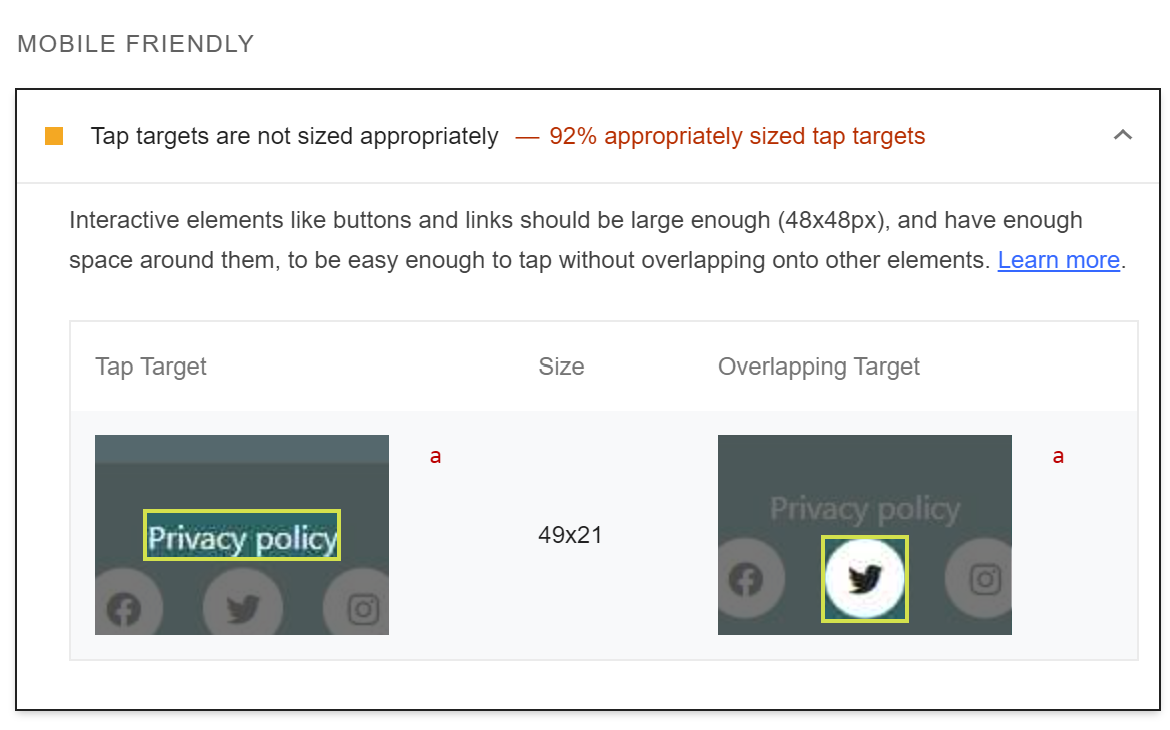 MOBILE FRIENDLY
Tap targets are not sized appropriately — 92% appropriately sized tap targets
Interactive elements like buttons and links should be large enough (48x48px), and have enough
space around them, to be easy enough to tap without overlapping onto other elements. Learn more.
Tap Target Size Overlapping Target
Privacy policy a 49x21 Privacy policy a